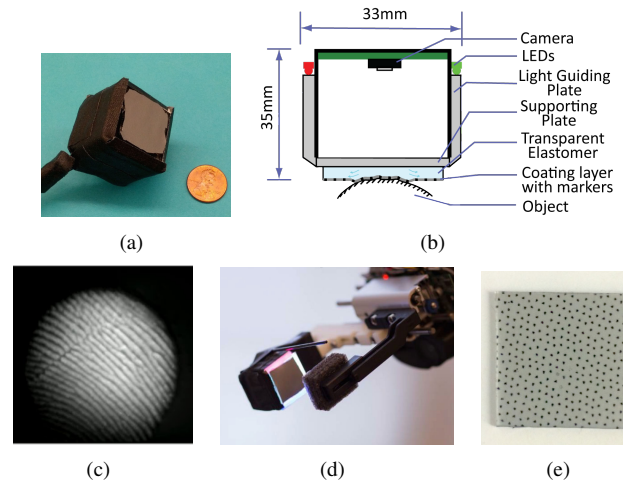 33mm
35mm
Camera
LEDs
Light Guiding
Plate
Supporting
Plate
Transparent
Elastomer
Coating layer
with markers
Object
(a)
(b)
(c)
(d)
(e)